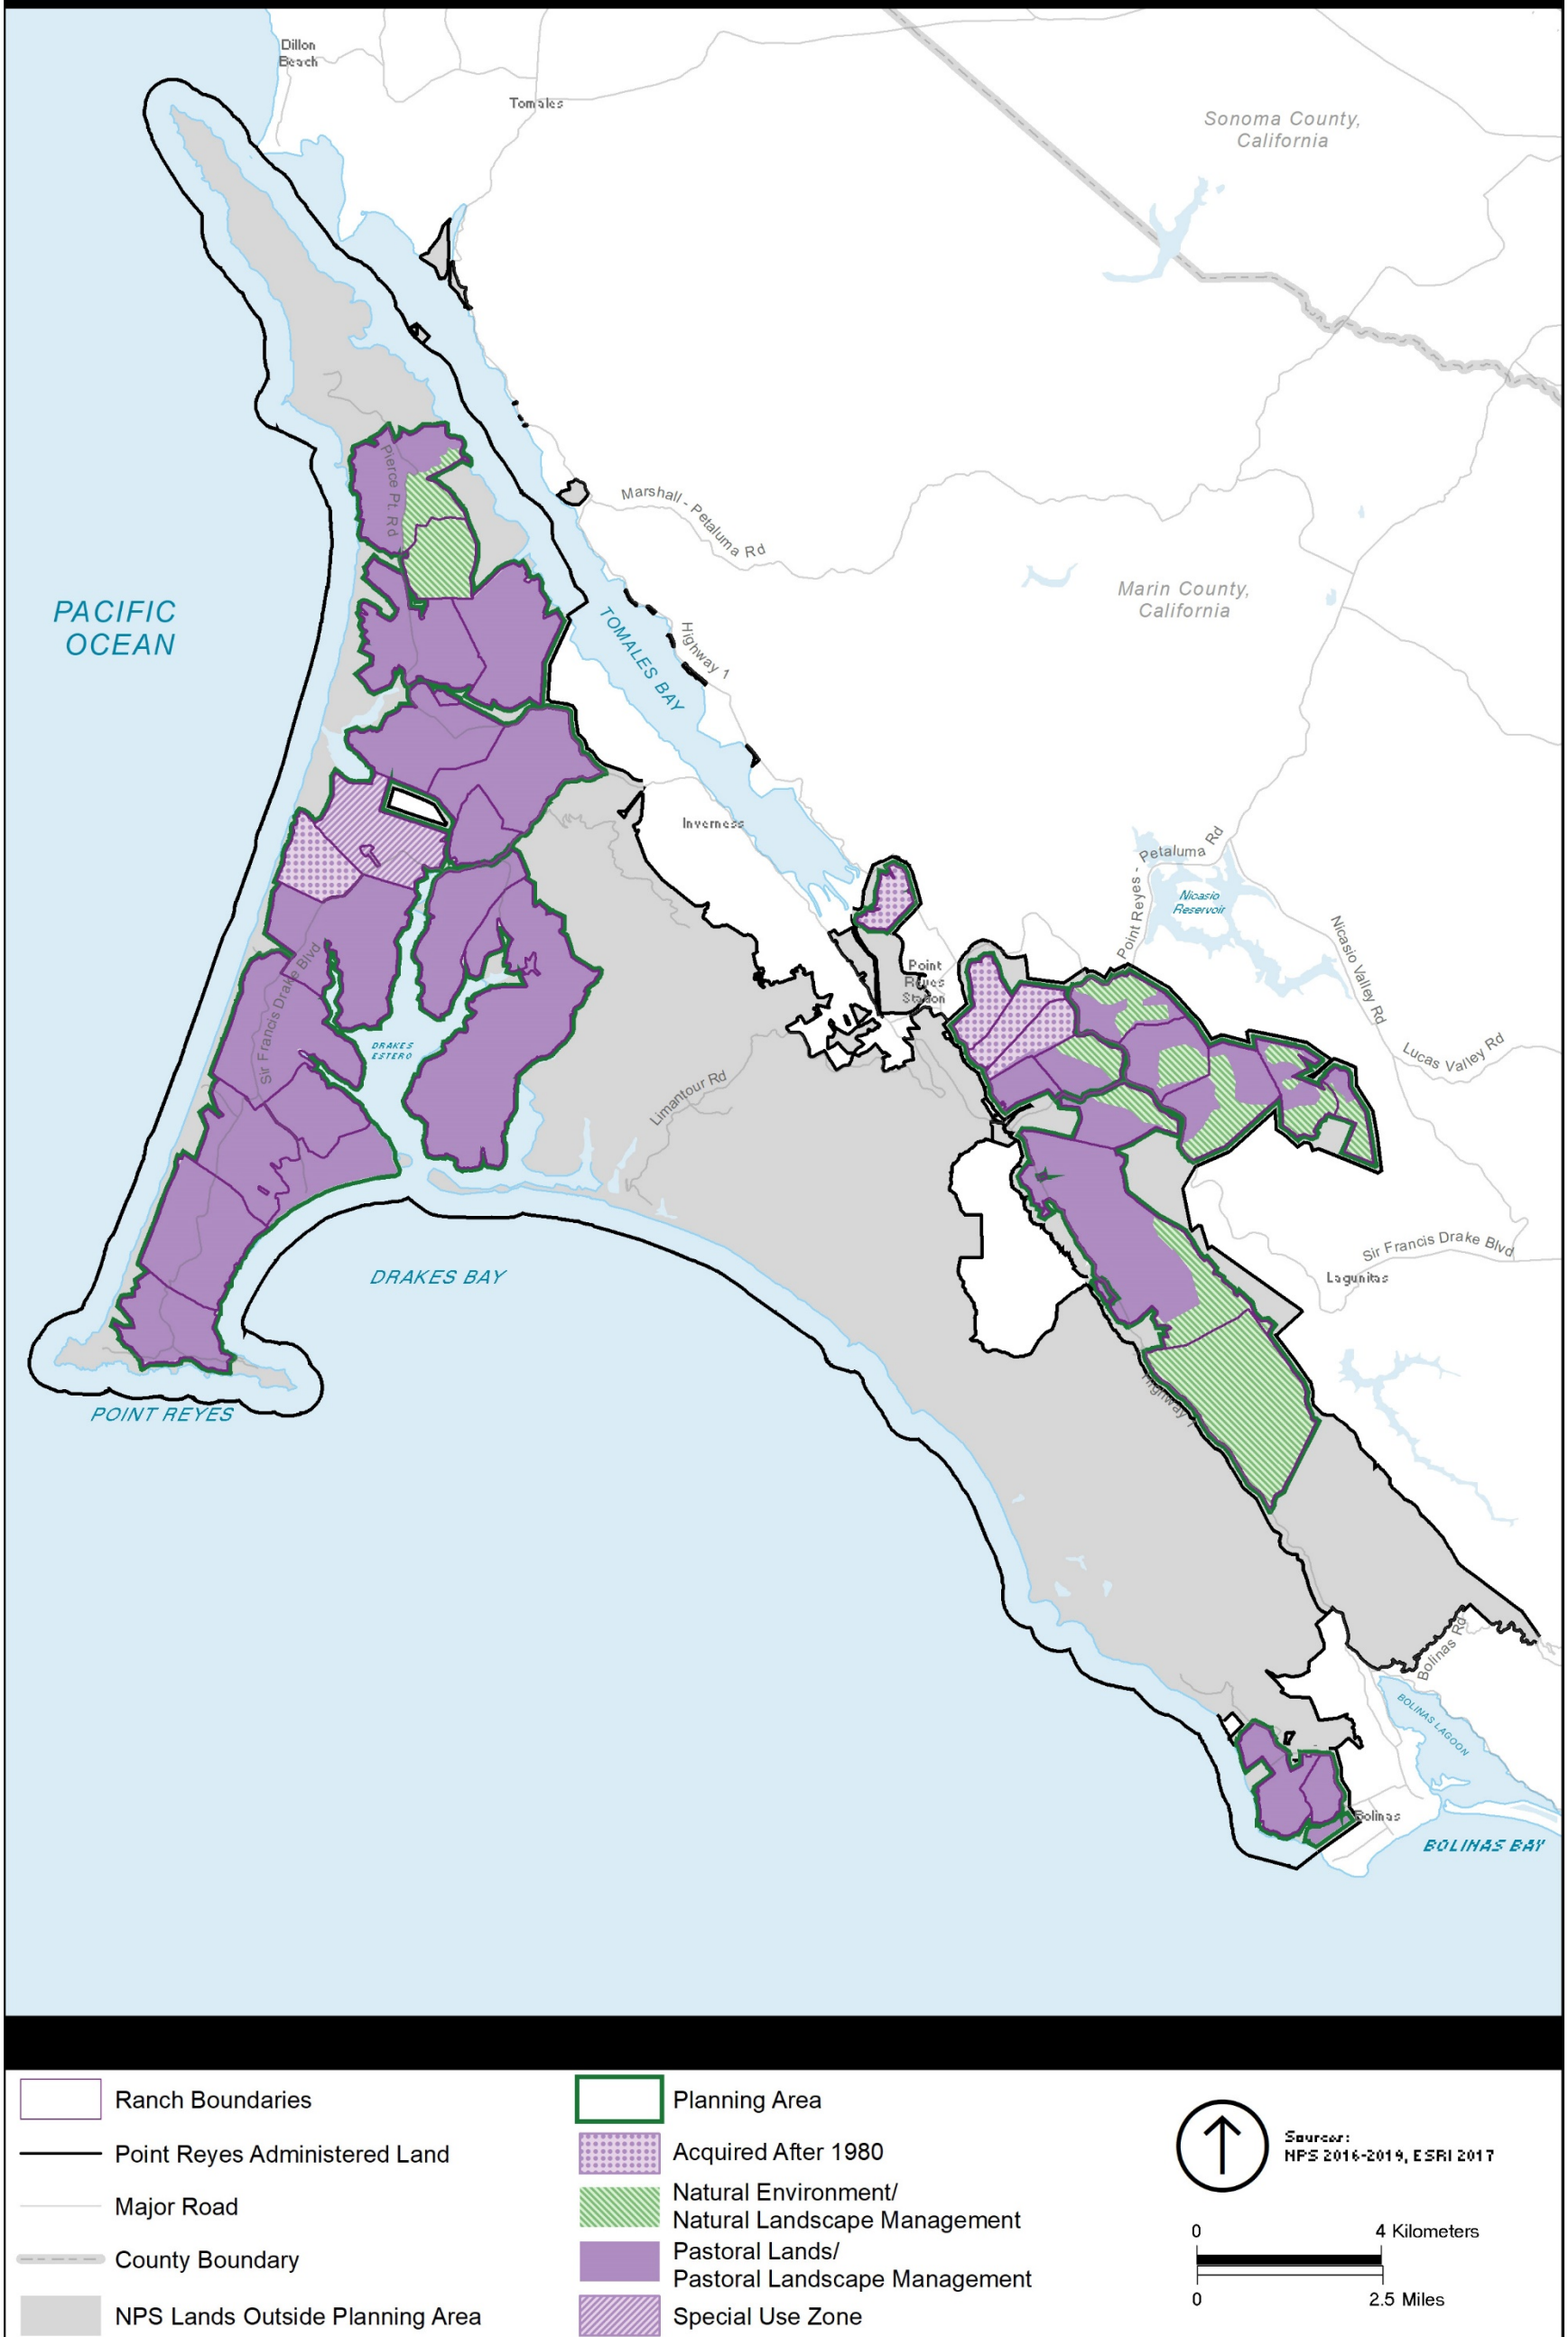 Dillon
Beach
Tomales
Sonoma County,
California
Pierce Pt. Rd
Marshall - Petaluma Rd
Marin County,
California
PACIFIC
OCEAN
TOMALES BAY
Highway 1
Inverness
Point Reyes - Petaluma Rd
Nicasio
Reservoir
Nicasio Valley Rd
Point
Reyes
Station
Lucas Valley Rd
Sir Francis Drake Blvd
DRAKES
ESTERO
Limantour Rd
Sir Francis Drake Blvd
Lagunitas
DRAKES BAY
Highway 1
POINT REYES
Bolinas Rd
BOLINAS LAGOON
Bolinas
BOLINAS BAY
Ranch Boundaries
Point Reyes Administered Land
Major Road
County Boundary
NPS Lands Outside Planning Area
Planning Area
Acquired After 1980
Natural Environment/
Natural Landscape Management
Pastoral Lands/
Pastoral Landscape Management
Special Use Zone
Sources:
NPS 2016-2019, ESRI 2017
0 4 Kilometers
0 2.5 Miles